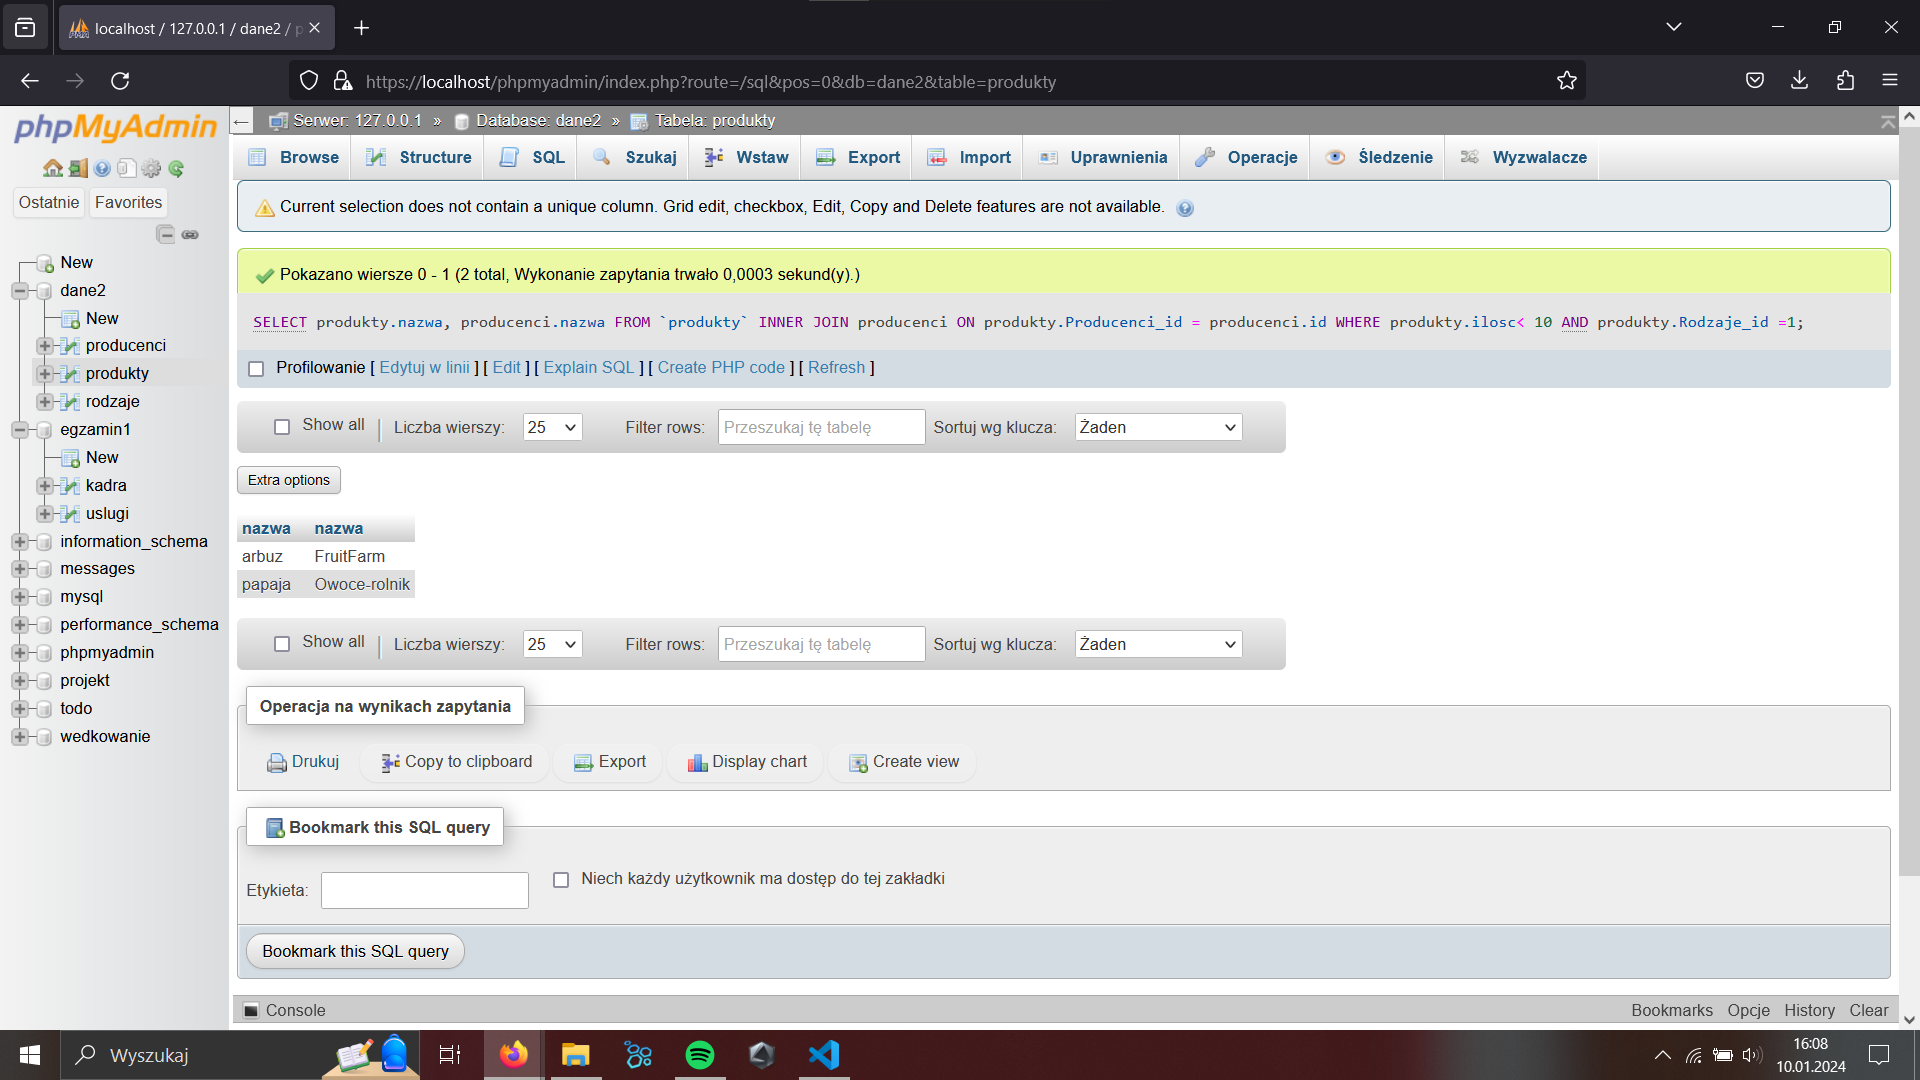 localhost / 127.0.0.1 / dane2 / p
https://localhost/phpmyadmin/index.php?route=/sql&pos=0&db=dane2&table=produkty
phpMyAdmin
Ostatnie Favorites
New
dane2
New
producenci
produkty
rodzaje
egzamin1
New
kadra
uslugi
information_schema
messages
mysql
performance_schema
phpmyadmin
projekt
todo
wedkowanie
Serwer: 127.0.0.1 » Database: dane2 » Tabela: produkty
Browse Structure SQL Szukaj Wstaw Export Import Uprawnienia Operacje Śledzenie Wyzwalacze
Current selection does not contain a unique column. Grid edit, checkbox, Edit, Copy and Delete features are not available.
Pokazano wiersze 0 - 1 (2 total, Wykonanie zapytania trwało 0,0003 sekund(y).)
SELECT produkty.nazwa, producenci.nazwa FROM `produkty` INNER JOIN producenci ON produkty.Producenci_id = producenci.id WHERE produkty.ilosc< 10 AND produkty.Rodzaje_id =1;
Profilowanie [ Edytuj w linii ] [ Edit ] [ Explain SQL ] [ Create PHP code ] [ Refresh ]
Show all Liczba wierszy: 25 Filter rows: Przeszukaj tę tabelę Sortuj wg klucza: Żaden
Extra options
nazwa nazwa
arbuz FruitFarm
papaja Owoce-rolnik
Show all Liczba wierszy: 25 Filter rows: Przeszukaj tę tabelę Sortuj wg klucza: Żaden
Operacja na wynikach zapytania
Drukuj Copy to clipboard Export Display chart Create view
Bookmark this SQL query
Etykieta: Niech każdy użytkownik ma dostęp do tej zakładki
Bookmark this SQL query
Console Bookmarks Opcje History Clear
Wyszukaj
16:08
10.01.2024